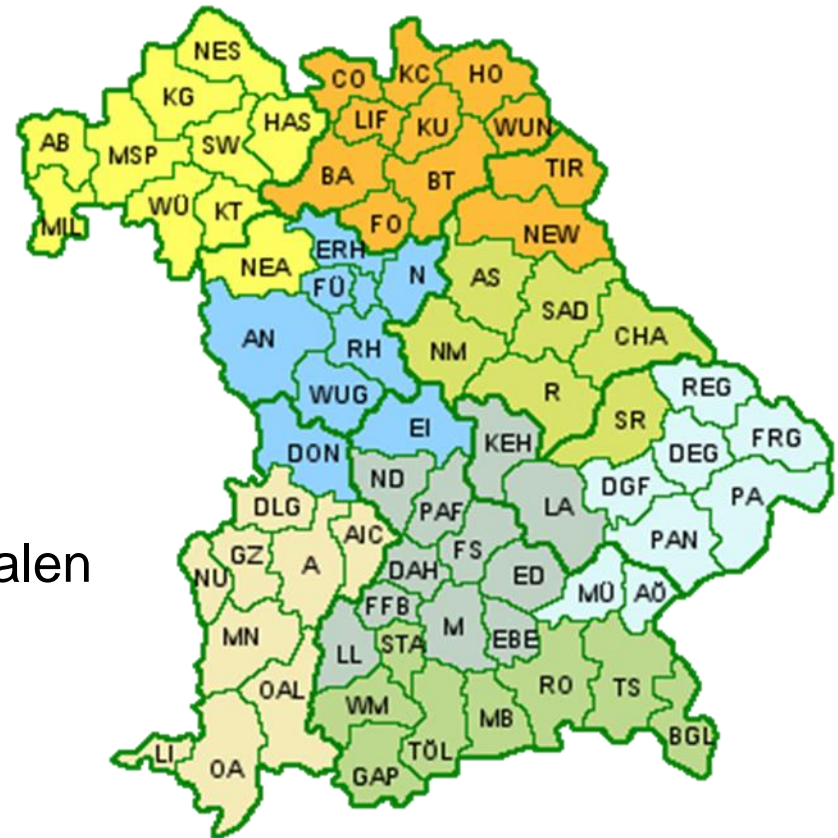 NES
CO KC HO
KG
HAS LIF KU WUN
AB MSP SW
BA BT TIR
WÜ KT
MIL FO NEW
ERH
NEA FÜ N AS
SAD
AN RH NM CHA
WUG R REG
EI SR FRG
DON KEH DEG
ND DGF PA
DLG PAF LA
AIC PAN
GZ A FS
alen
NU DAH ED MÜ AÖ
FFB
MN M EBE
LL STA
OAL RO TS
WM MB
LI TÖL BGL
OA GAP